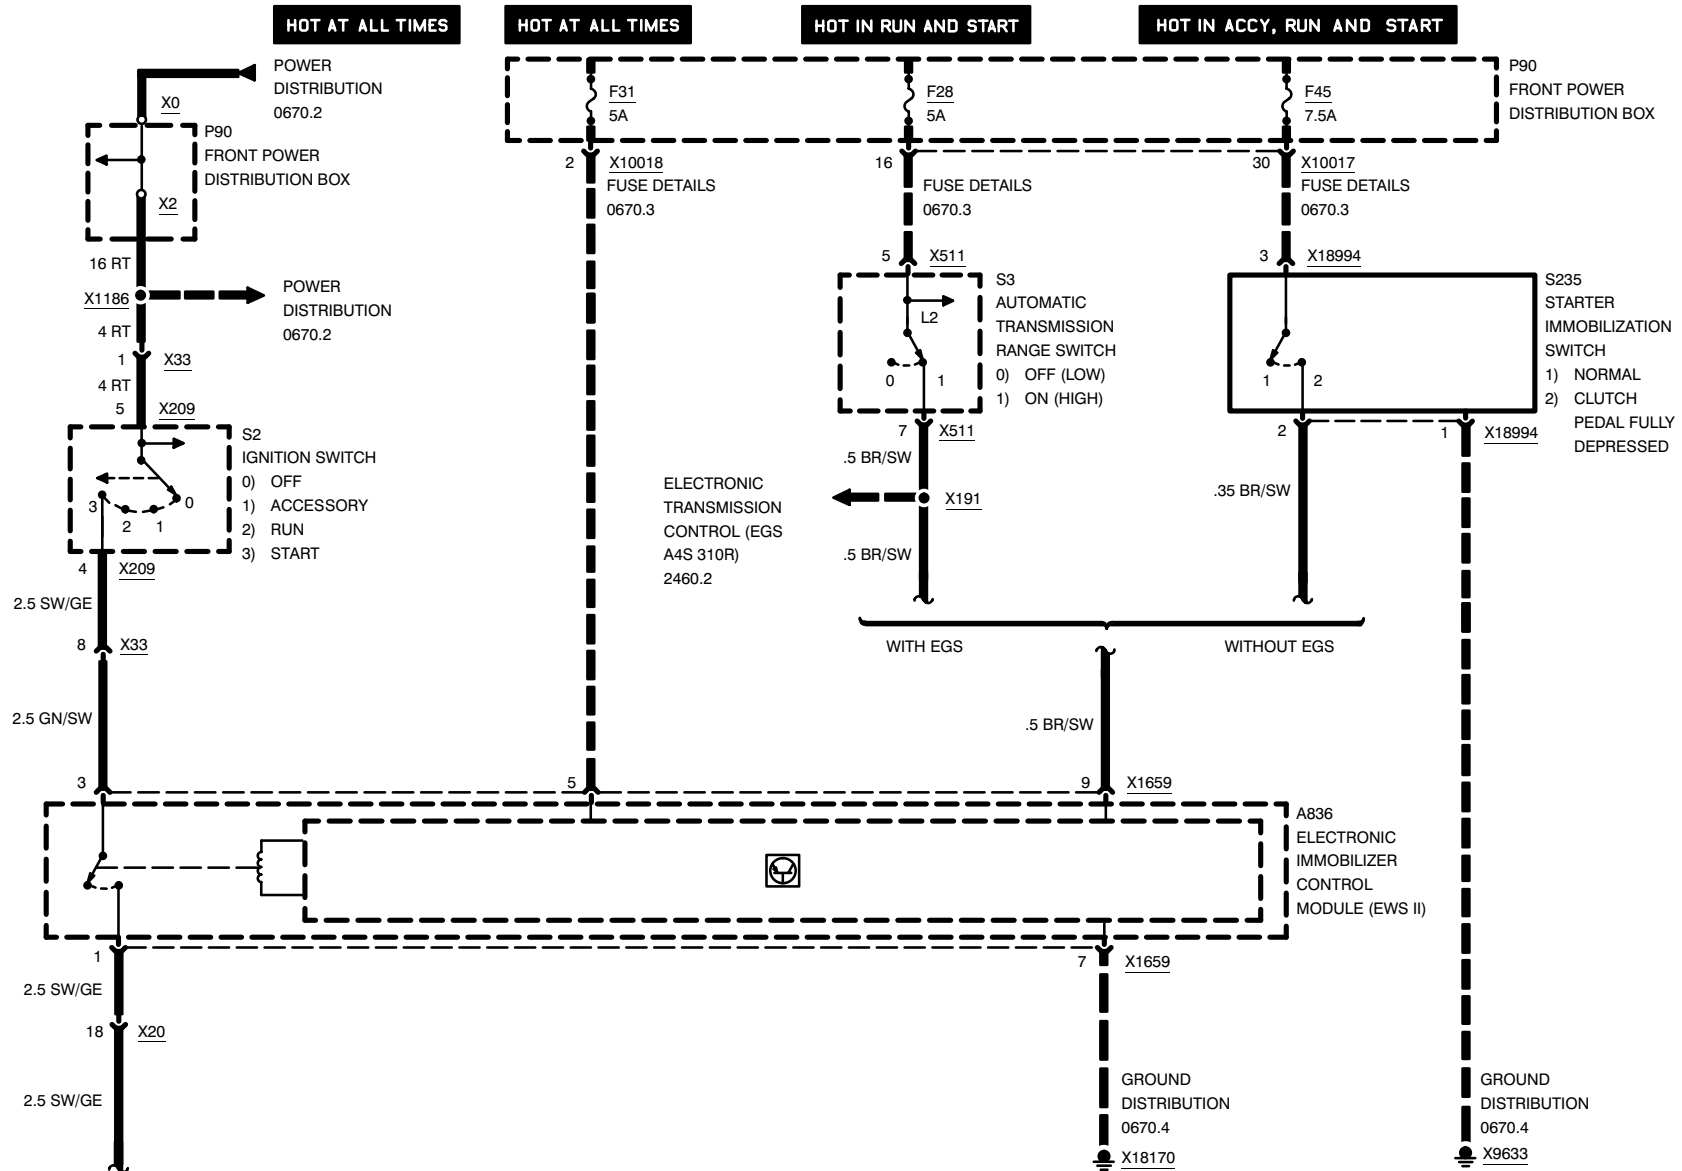 HOT AT ALL TIMES
HOT AT ALL TIMES
HOT IN RUN AND START
HOT IN ACCY, RUN AND START
POWER
DISTRIBUTION
0670.2
X0
P90
FRONT POWER
DISTRIBUTION BOX
X2
16 RT
X1186
POWER
DISTRIBUTION
0670.2
4 RT
1
X33
4 RT
5
X209
S2
IGNITION SWITCH
0) OFF
1) ACCESSORY
2) RUN
3) START
3
2
1
0
4
X209
2.5 SW/GE
8
X33
2.5 GN/SW
3
F31
5A
F28
5A
F45
7.5A
P90
FRONT POWER
DISTRIBUTION BOX
2
X10018
FUSE DETAILS
0670.3
16
FUSE DETAILS
0670.3
30
X10017
FUSE DETAILS
0670.3
5
X511
S3
AUTOMATIC
TRANSMISSION
RANGE SWITCH
0) OFF (LOW)
1) ON (HIGH)
L2
0
1
7
X511
.5 BR/SW
ELECTRONIC
TRANSMISSION
CONTROL (EGS
A4S 310R)
2460.2
X191
.5 BR/SW
3
X18994
S235
STARTER
IMMOBILIZATION
SWITCH
1) NORMAL
2) CLUTCH
PEDAL FULLY
DEPRESSED
1
2
2
1
X18994
.35 BR/SW
WITH EGS
WITHOUT EGS
.5 BR/SW
5
9
X1659
A836
ELECTRONIC
IMMOBILIZER
CONTROL
MODULE (EWS II)
1
2.5 SW/GE
18
X20
2.5 SW/GE
7
X1659
GROUND
DISTRIBUTION
0670.4
X18170
GROUND
DISTRIBUTION
0670.4
X9633